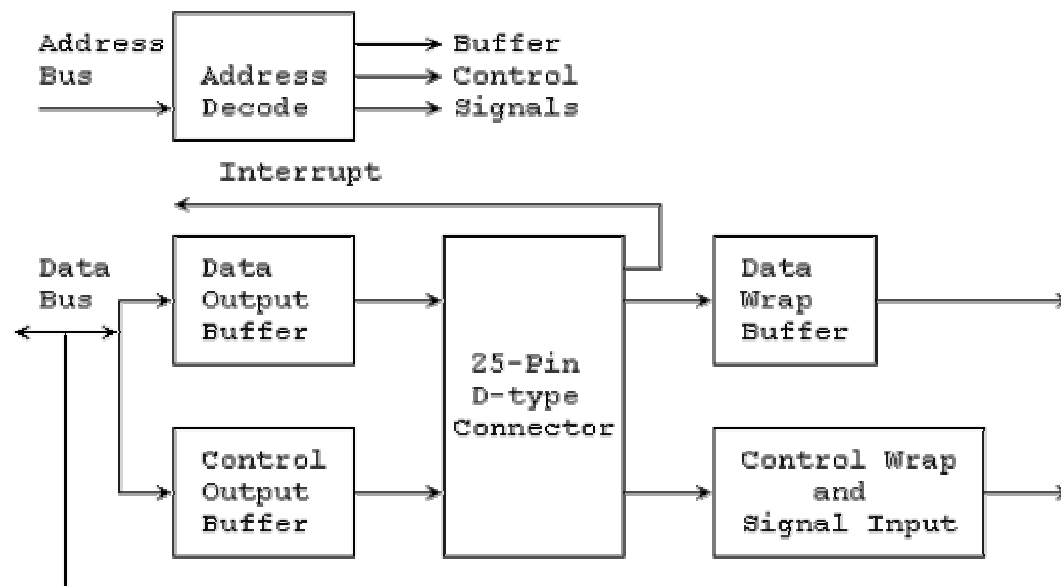 Address
Bus
Address
Decode
Buffer
Control
Signals
Interrupt
Data
Bus
Data
Output
Buffer
25-Pin
D-type
Connector
Data
Wrap
Buffer
Control
Output
Buffer
Control Wrap
and
Signal Input